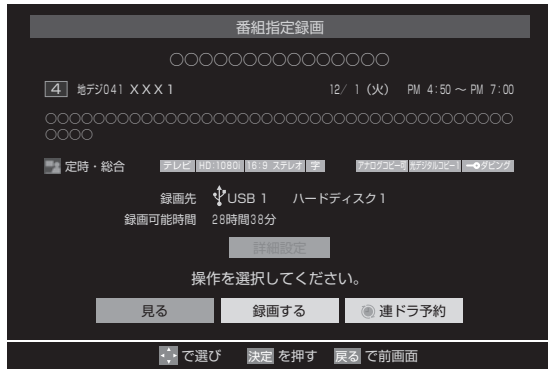 番組指定録画
○○○○○○○○○○○○○○○
4 地デジ041 XXX1 12/ 1 (火) PM 4:50 ~ PM 7:00
○○○○○○○○○○○○○○○○○○○○○○○○○○○○○○○○○○○○○○○
○○○○
定時・総合 テレビ HD:1080i 16:9 ステレオ 字 アナログコピー可 光デジタルコピー1 ダビング
録画先 USB 1 ハードディスク1
録画可能時間 28時間38分
詳細設定
操作を選択してください。
見る 録画する 連ドラ予約
で選び 決定 を押す 戻る で前画面